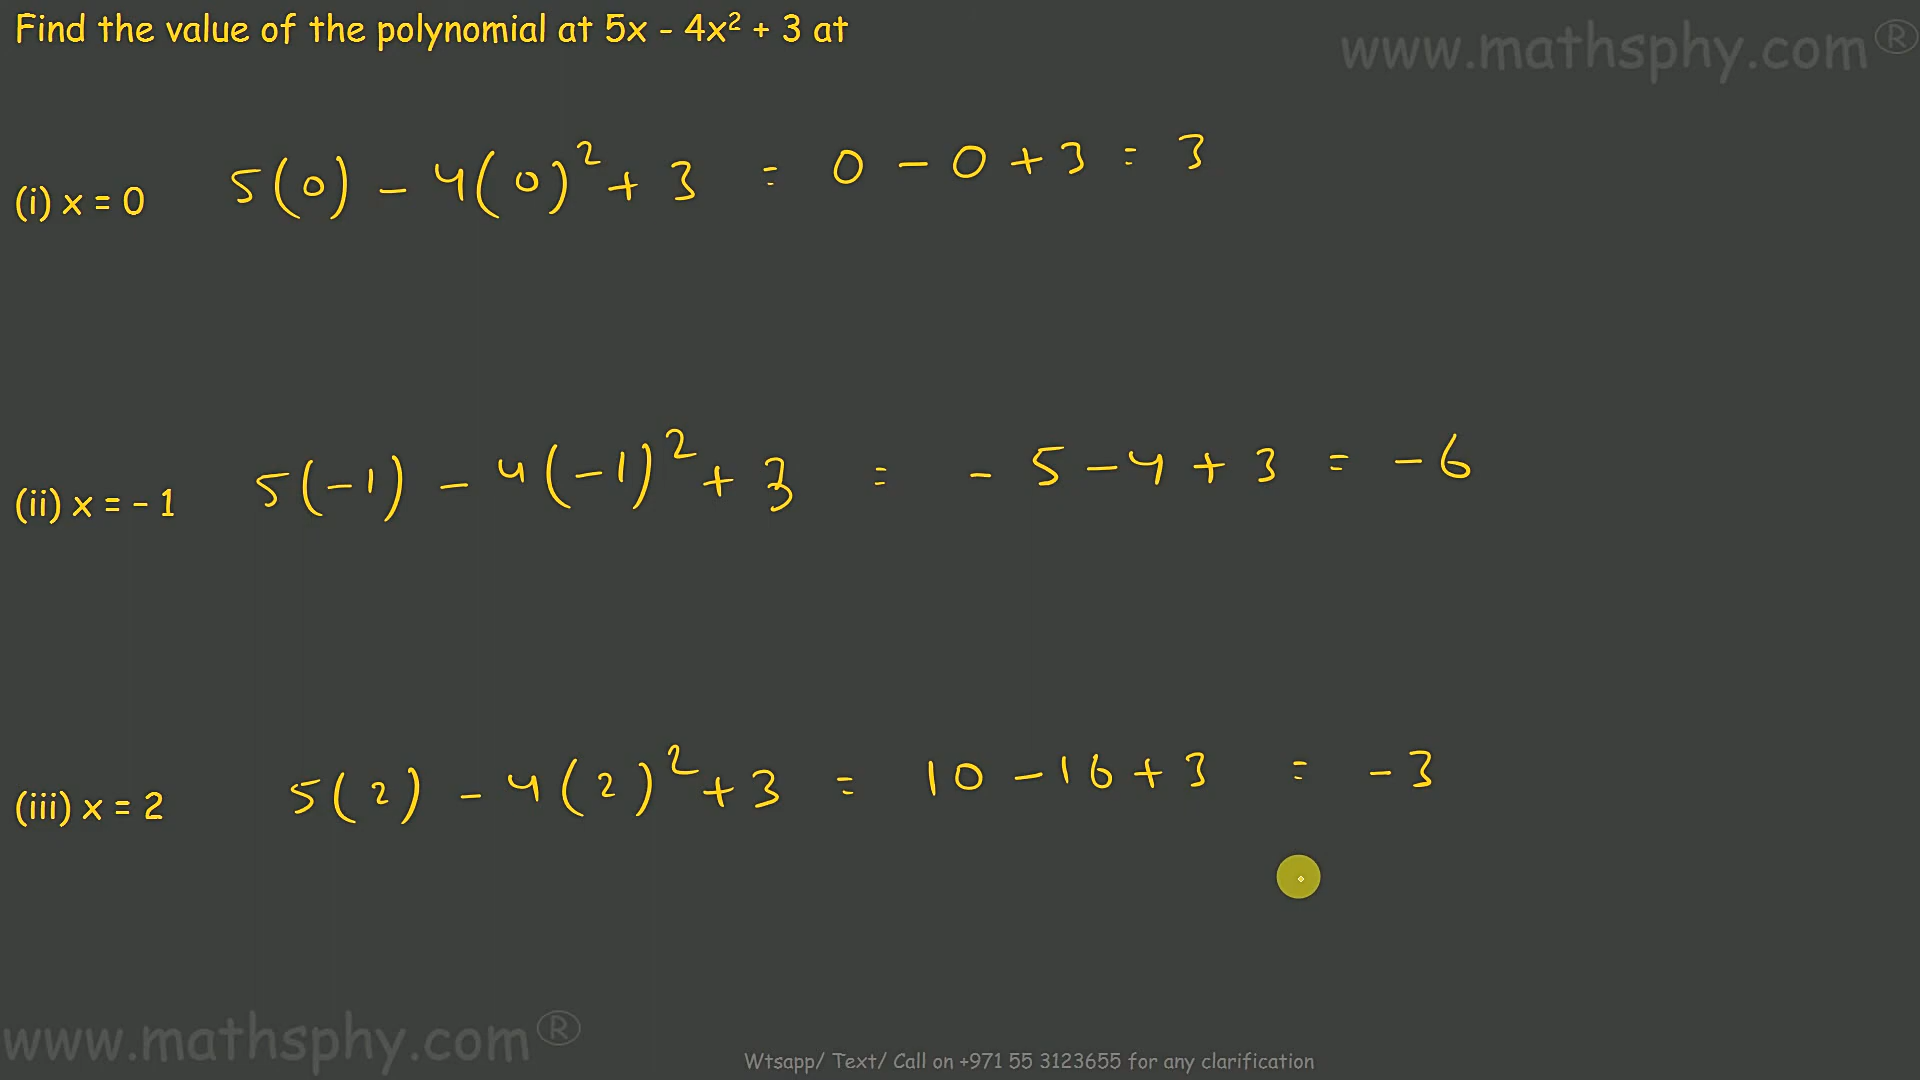 Find the value of the polynomial at 5x - 4x² + 3 at
www.mathsphy.com®
(i) x = 0 5(0) - 4(0)² + 3 = 0 - 0 + 3 = 3
(ii) x = – 1 5(-1) - 4(-1)² + 3 = - 5 - 4 + 3 = -6
(iii) x = 2 5(2) - 4(2)² + 3 = 10 - 16 + 3 = -3
www.mathsphy.com®
Wtsapp/ Text/ Call on +971 55 3123655 for any clarification